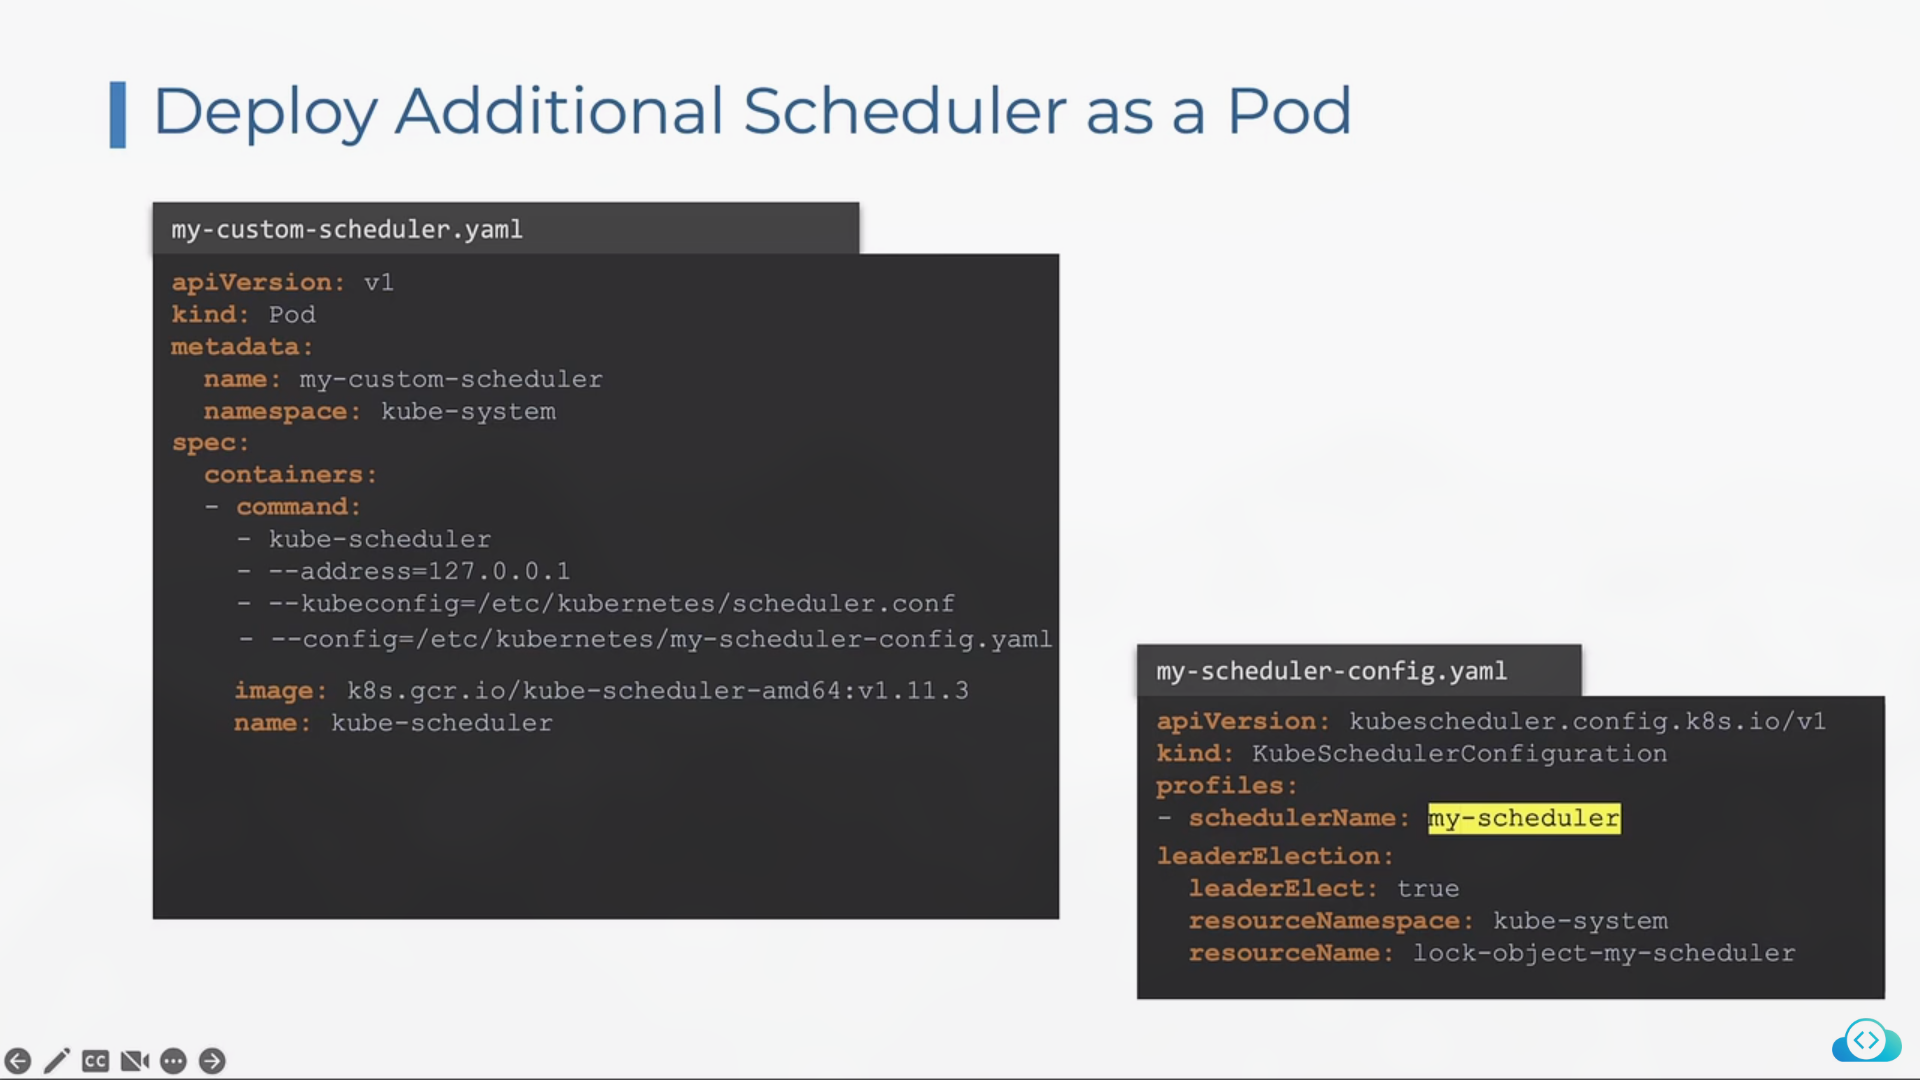 Deploy Additional Scheduler as a Pod
my-custom-scheduler.yaml
apiVersion: v1
kind: Pod
metadata:
  name: my-custom-scheduler
  namespace: kube-system
spec:
  containers:
  - command:
    - kube-scheduler
    - --address=127.0.0.1
    - --kubeconfig=/etc/kubernetes/scheduler.conf
    - --config=/etc/kubernetes/my-scheduler-config.yaml
    image: k8s.gcr.io/kube-scheduler-amd64:v1.11.3
    name: kube-scheduler
my-scheduler-config.yaml
apiVersion: kubescheduler.config.k8s.io/v1
kind: KubeSchedulerConfiguration
profiles:
- schedulerName: my-scheduler
leaderElection:
  leaderElect: true
  resourceNamespace: kube-system
  resourceName: lock-object-my-scheduler
CC